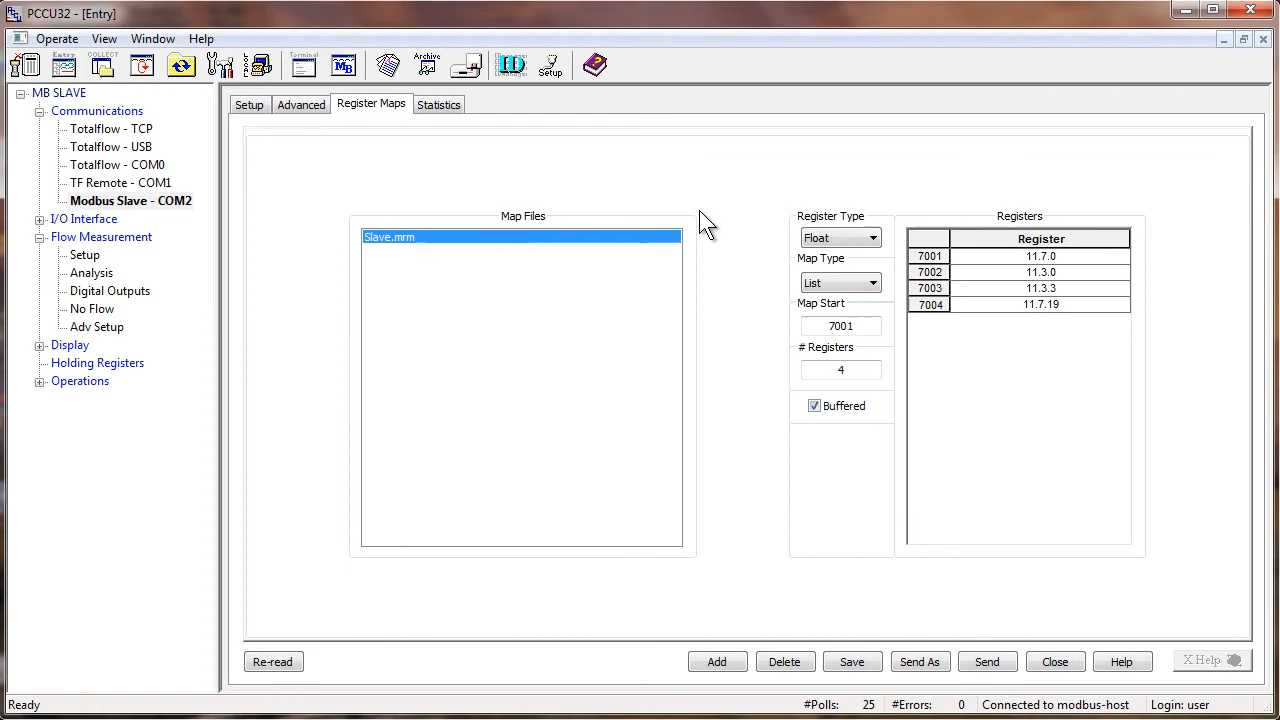 PCCU32 - [Entry]
Operate View Window Help
Entry
COLLECT
Terminal
MB
Archive
ID
Setup
MB SLAVE
Communications
Totalflow - TCP
Totalflow - USB
Totalflow - COM0
TF Remote - COM1
Modbus Slave - COM2
I/O Interface
Flow Measurement
Setup
Analysis
Digital Outputs
No Flow
Adv Setup
Display
Holding Registers
Operations
Setup Advanced Register Maps Statistics
Map Files
Slave.mrm
Register Type
Float
Map Type
List
Map Start
7001
# Registers
4
Buffered
Registers
Register
7001 11.7.0
7002 11.3.0
7003 11.3.3
7004 11.7.19
Re-read Add Delete Save Send As Send Close Help X Help
Ready #Polls: 25 #Errors: 0 Connected to modbus-host Login: user